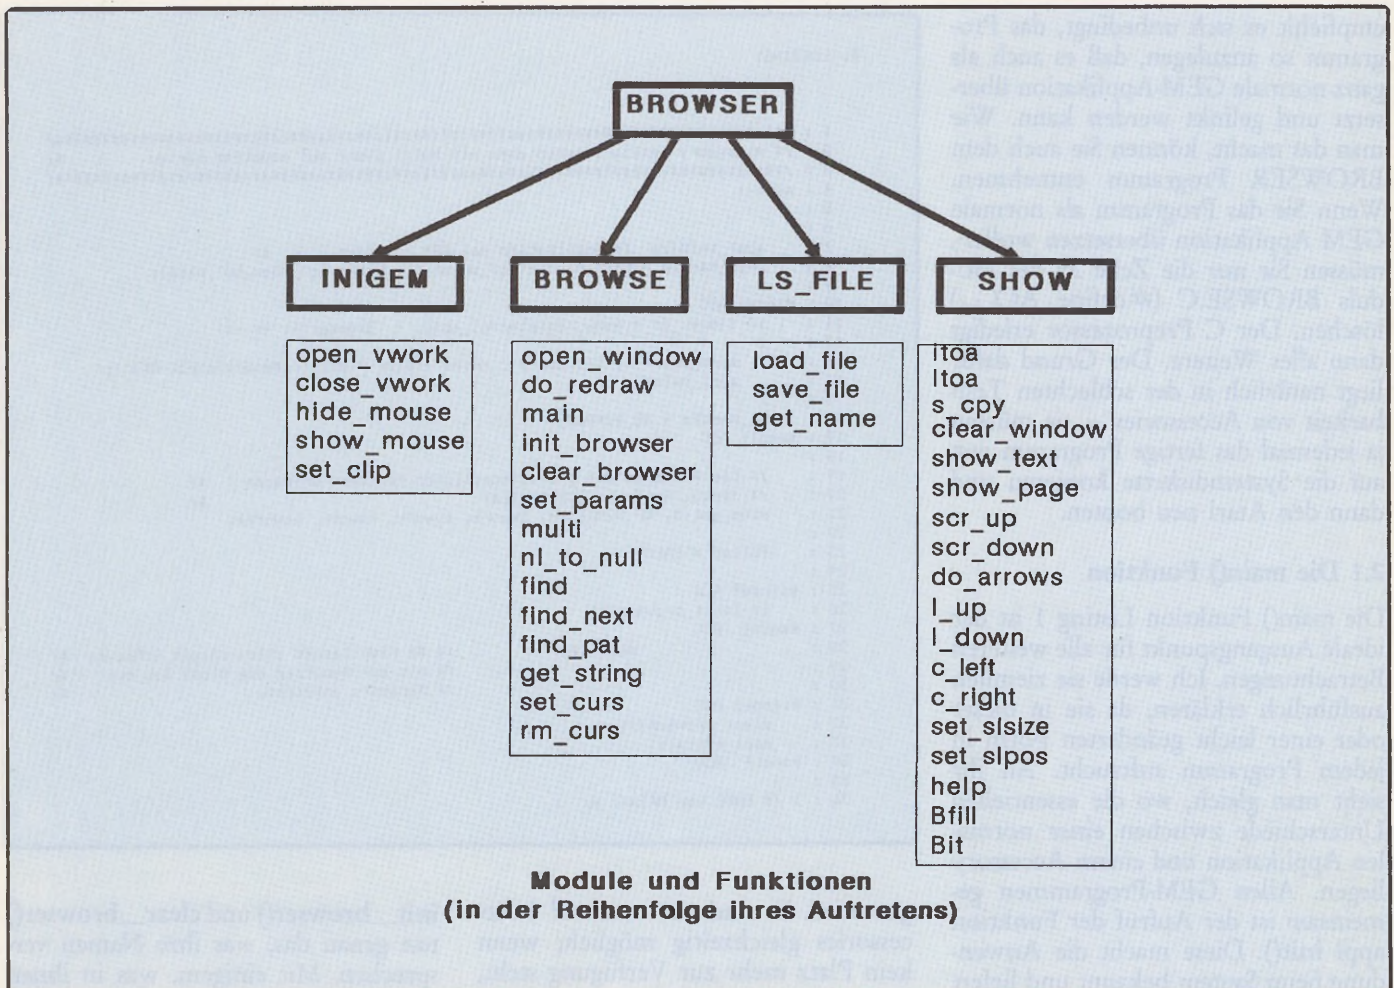 BROWSER
INIGEM
open_vwork
close_vwork
hide_mouse
show_mouse
set_clip
BROWSE
open_window
do_redraw
main
init_browser
clear_browser
set_params
multi
nl_to_null
find
find_next
find_pat
get_string
set_curs
rm_curs
LS_FILE
load_file
save_file
get_name
SHOW
itoa
ltoa
s_cpy
clear_window
show_text
show_page
scr_up
scr_down
do_arrows
l_up
l_down
c_left
c_right
set_slsize
set_slpos
help
Bfill
Bit
Module und Funktionen
(in der Reihenfolge ihres Auftretens)